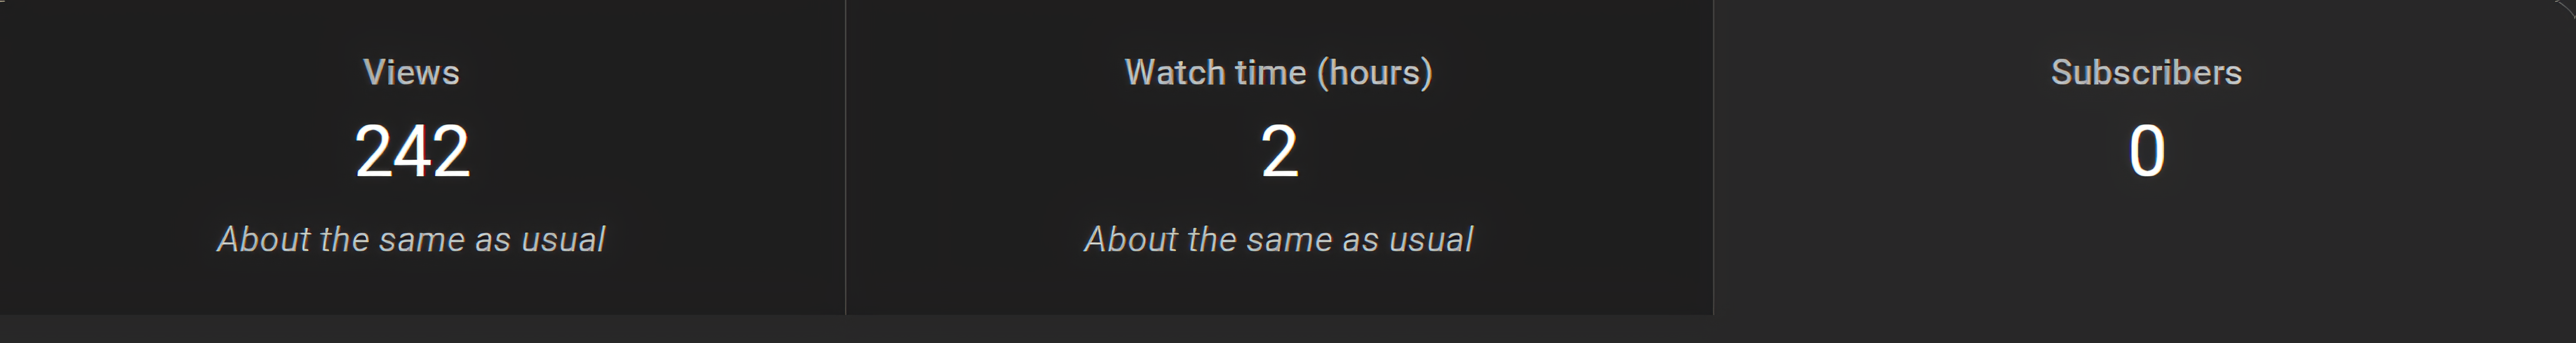 Views
242
About the same as usual
Watch time (hours)
2
About the same as usual
Subscribers
0